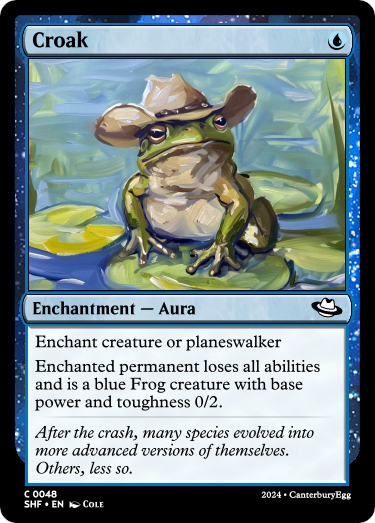 Croak
Enchantment — Aura
Enchant creature or planeswalker
Enchanted permanent loses all abilities
and is a blue Frog creature with base
power and toughness 0/2.
After the crash, many species evolved into
more advanced versions of themselves.
Others, less so.
C 0048
SHF • EN Cole
2024 • CanterburyEgg